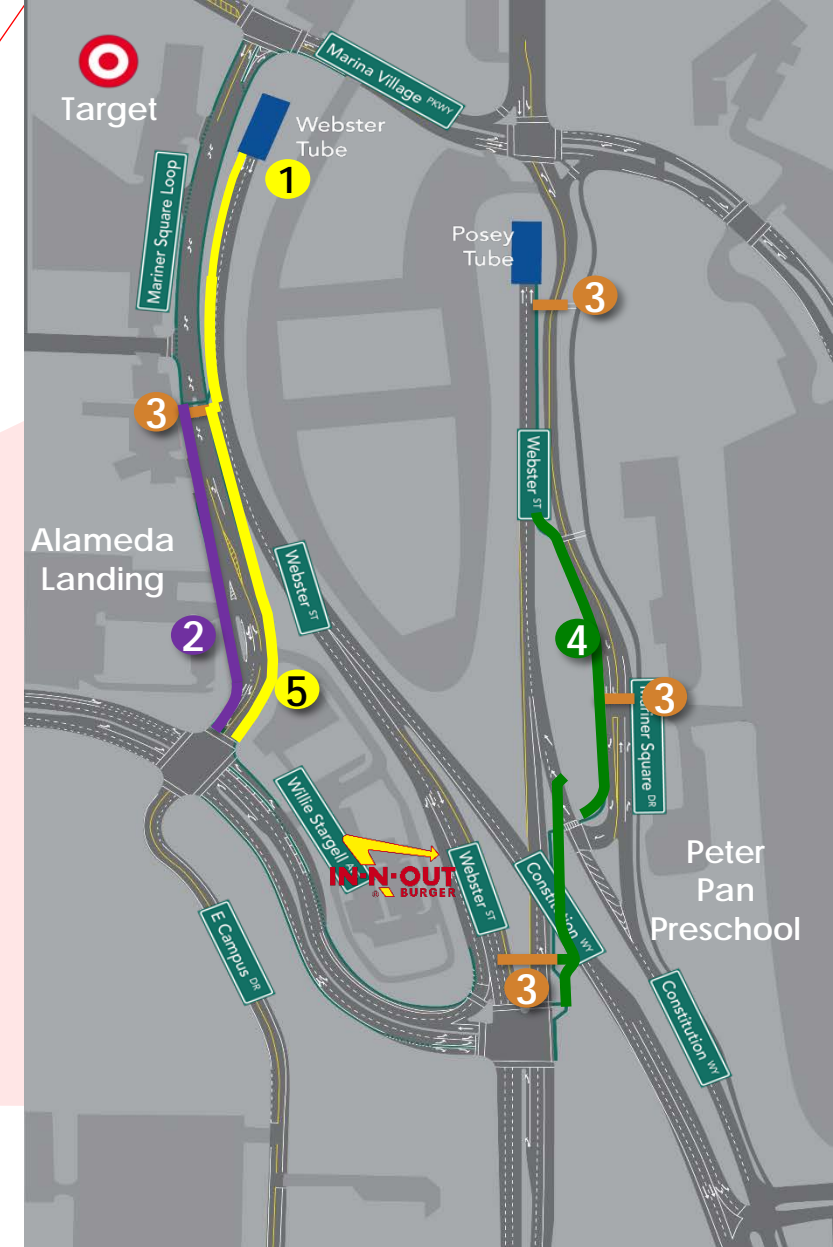 Marina Village PKWY
Target
Webster
Tube
1
Mariner Square Loop
Posey
Tube
3
3
Webster ST
Alameda
Landing
Webster ST
2
4
5
3
Mariner Square DR
Willie Stargell
IN-N-OUT
BURGER
Webster ST
Constitution WY
Peter
Pan
Preschool
E Campus DR
3
Constitution WY